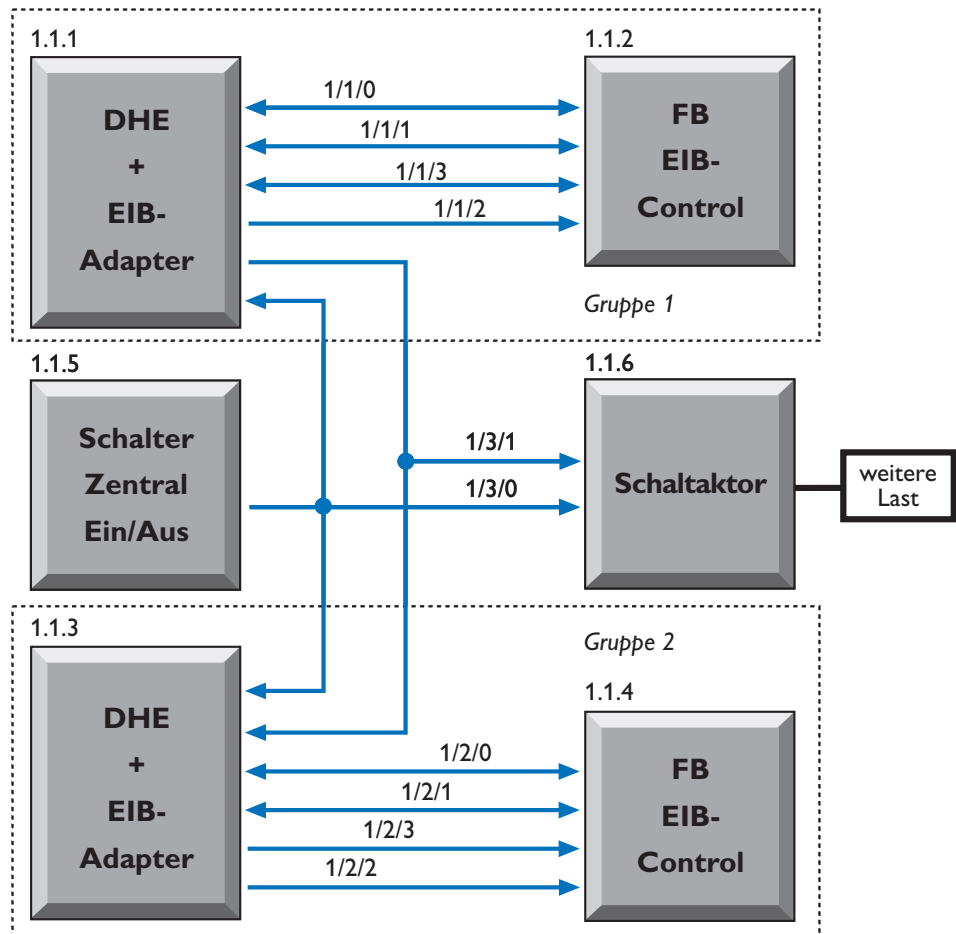 1.1.1
DHE
+
EIB-
Adapter
1/1/0
1/1/1
1/1/3
1/1/2
1.1.2
FB
EIB-
Control
Gruppe 1
1.1.5
Schalter
Zentral
Ein/Aus
1/3/1
1/3/0
1.1.6
Schaltaktor
weitere
Last
1.1.3
DHE
+
EIB-
Adapter
Gruppe 2
1/2/0
1/2/1
1/2/3
1/2/2
1.1.4
FB
EIB-
Control